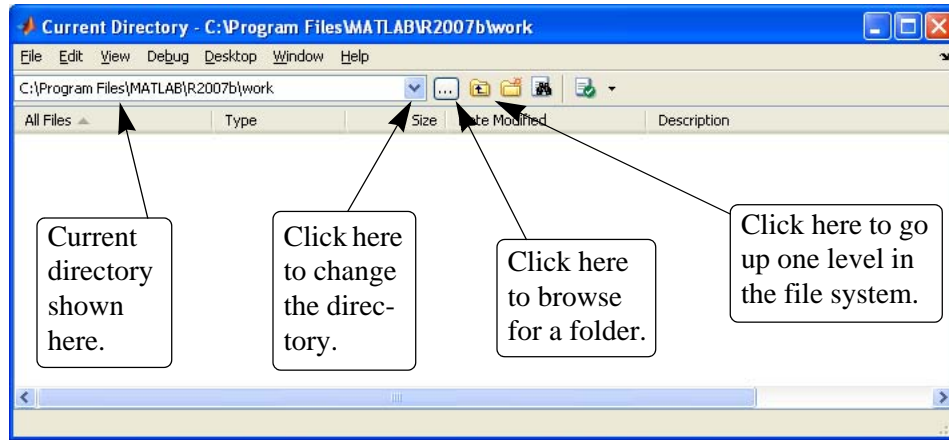 Current Directory - C:\Program Files\MATLAB\R2007b\work
File Edit View Debug Desktop Window Help
C:\Program Files\MATLAB\R2007b\work
...
All Files Type Size Date Modified Description
Current
directory
shown
here.
Click here
to change
the direc-
tory.
Click here
to browse
for a folder.
Click here to go
up one level in
the file system.